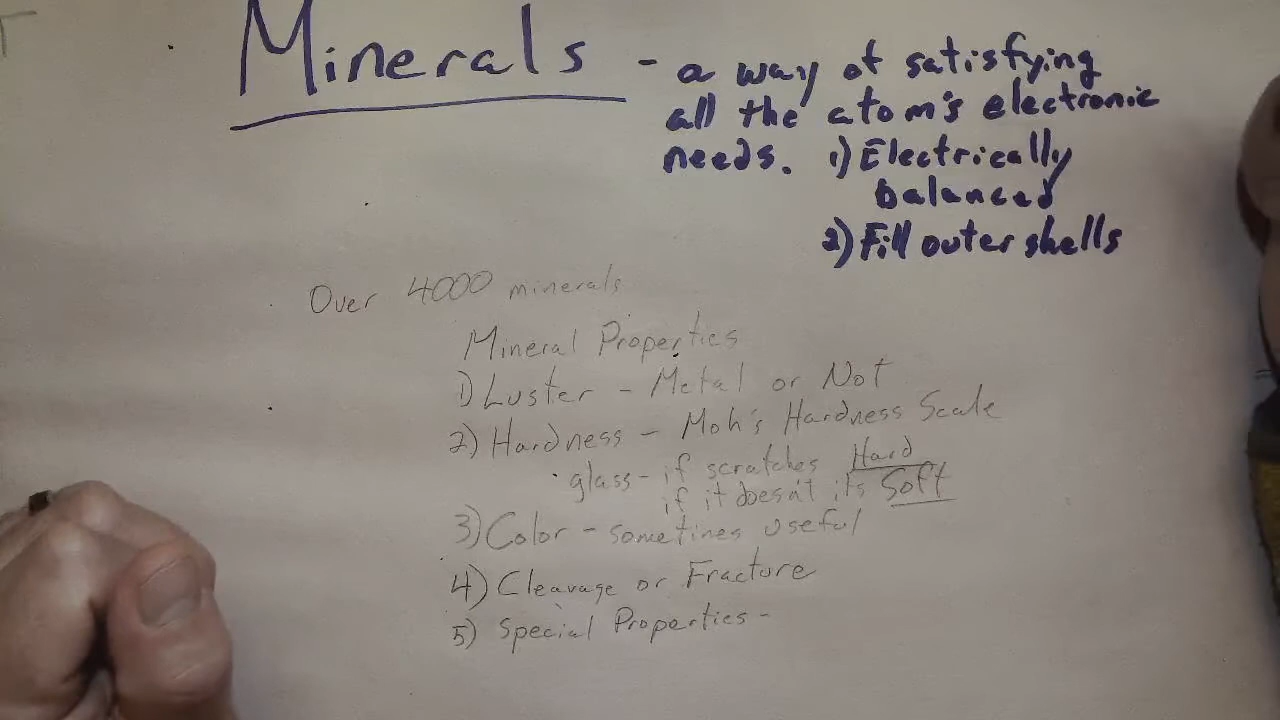 Minerals - a way of satisfying
all the atom's electronic
needs. 1) Electrically
balanced
2) Fill outer shells
Over 4000 minerals
Mineral Properties
1) Luster - Metal or Not
2) Hardness - Moh's Hardness Scale
· glass - if scratches Hard
if it doesn't its Soft
3) Color - sometimes useful
4) Cleavage or Fracture
5) Special Properties -